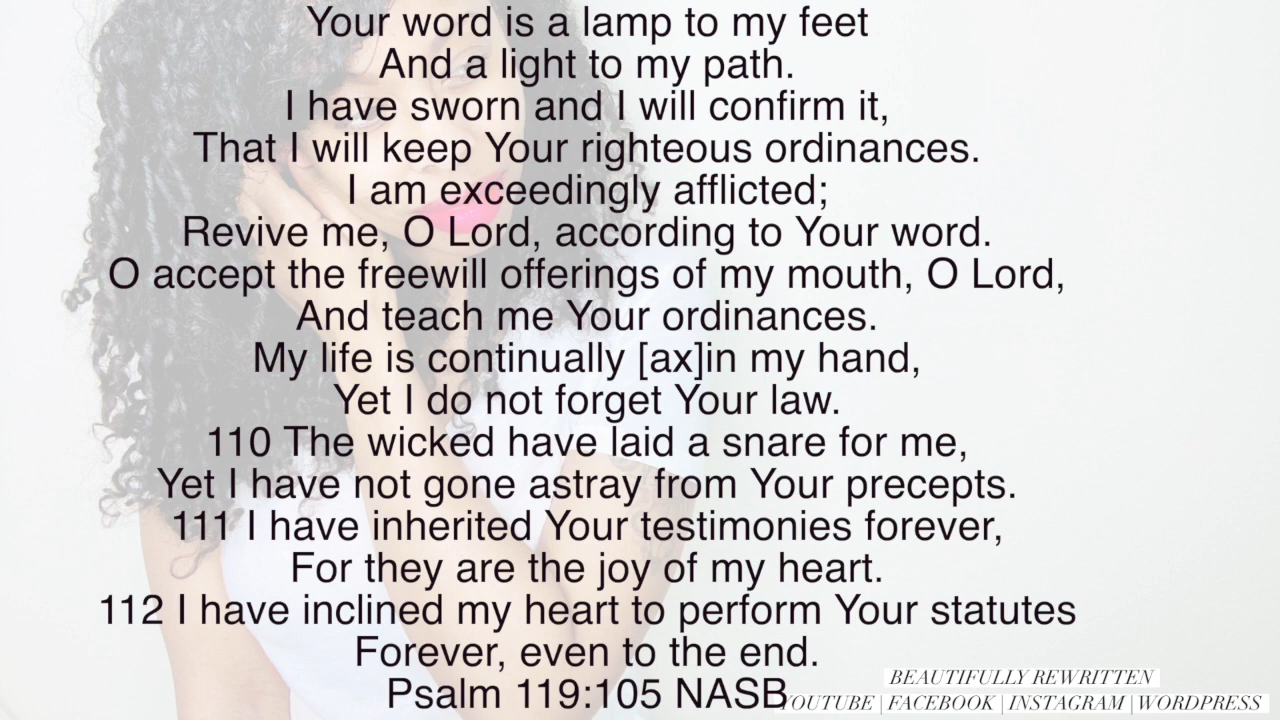 Your word is a lamp to my feet
And a light to my path.
I have sworn and I will confirm it,
That I will keep Your righteous ordinances.
I am exceedingly afflicted;
Revive me, O Lord, according to Your word.
O accept the freewill offerings of my mouth, O Lord,
And teach me Your ordinances.
My life is continually [ax]in my hand,
Yet I do not forget Your law.
110 The wicked have laid a snare for me,
Yet I have not gone astray from Your precepts.
111 I have inherited Your testimonies forever,
For they are the joy of my heart.
112 I have inclined my heart to perform Your statutes
Forever, even to the end.
Psalm 119:105 NASB
BEAUTIFULLY REWRITTEN
YOUTUBE | FACEBOOK | INSTAGRAM | WORDPRESS